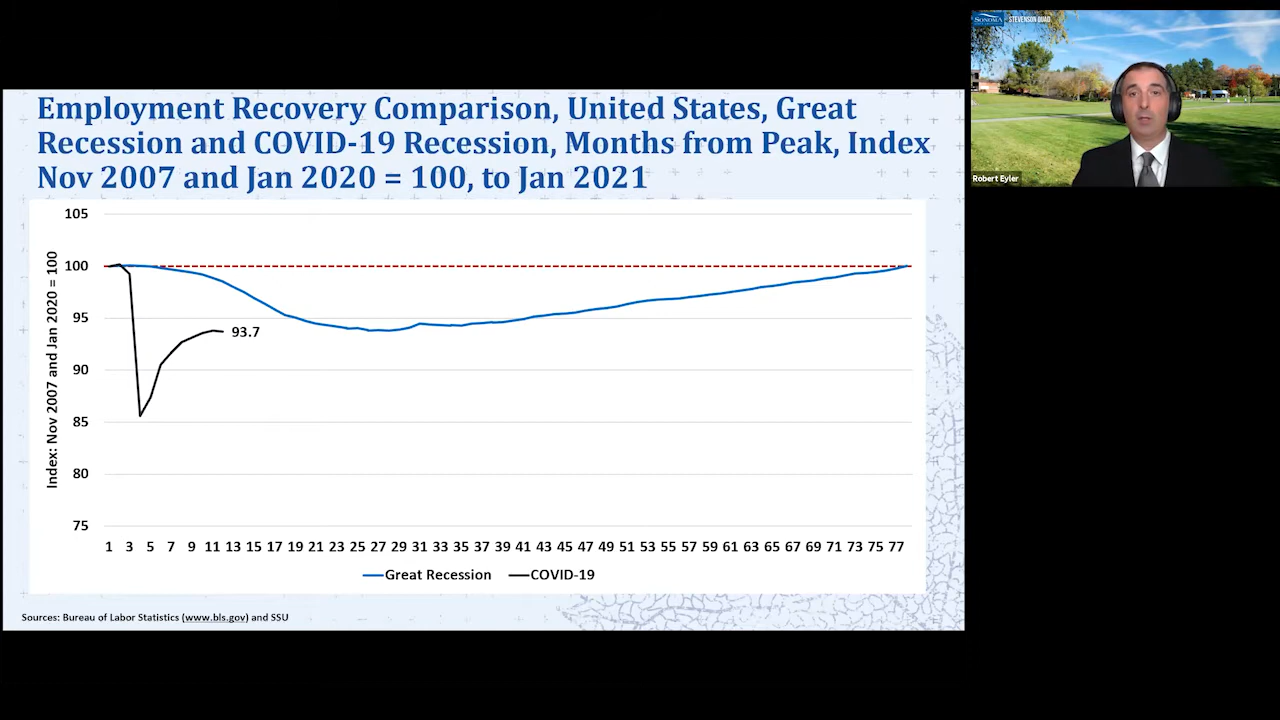 SONOMA
STEVENSON QUAD
Robert Eyler
Employment Recovery Comparison, United States, Great
Recession and COVID-19 Recession, Months from Peak, Index
Nov 2007 and Jan 2020 = 100, to Jan 2021
Index: Nov 2007 and Jan 2020 = 100
105
100
95
90
85
80
75
93.7
1 3 5 7 9 11 13 15 17 19 21 23 25 27 29 31 33 35 37 39 41 43 45 47 49 51 53 55 57 59 61 63 65 67 69 71 73 75 77
Great Recession COVID-19
Sources: Bureau of Labor Statistics (www.bls.gov) and SSU